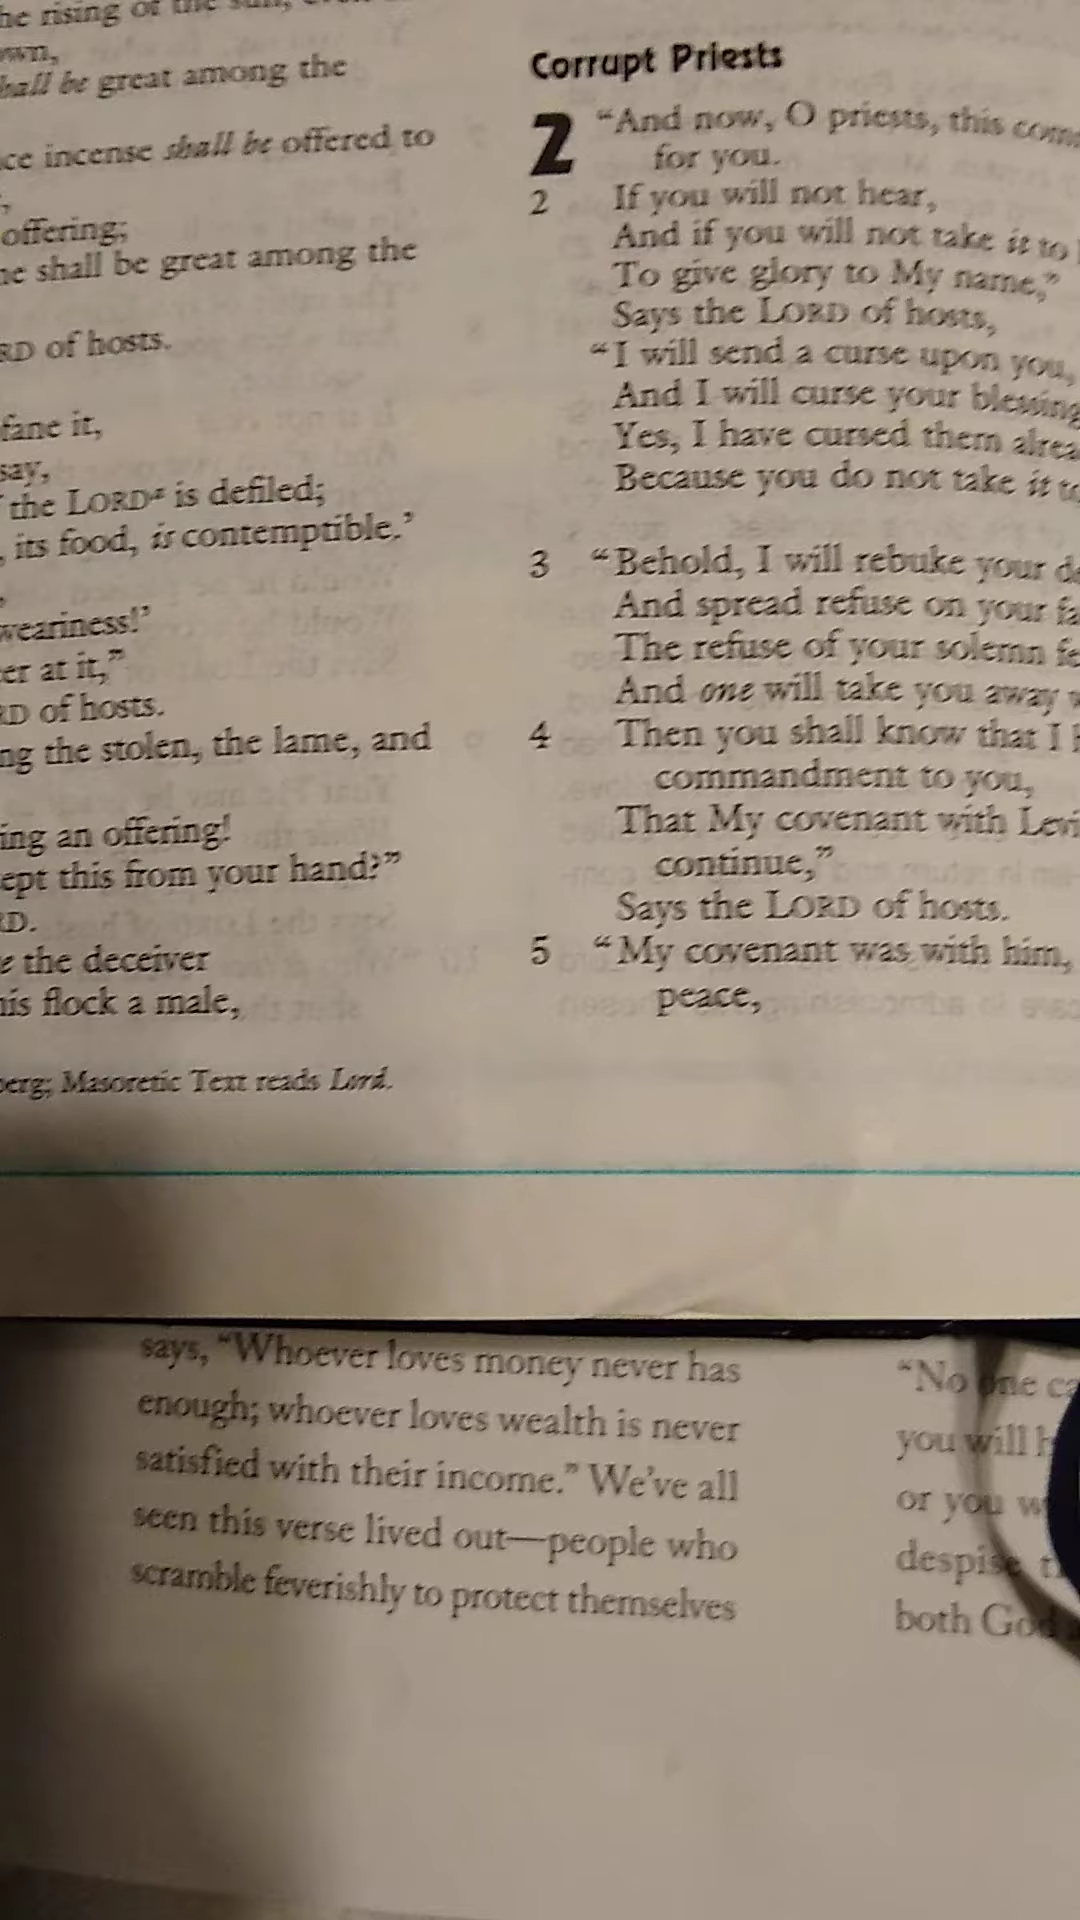 he rising of the sun,
own,
hall be great among the
ce incense shall be offered to
offering;
ne shall be great among the
RD of hosts.
fane it,
say,
the LORD is defiled;
, its food, is contemptible.’
weariness!’
er at it,”
RD of hosts.
ng the stolen, the lame, and
ing an offering!
ept this from your hand?”
RD.
e the deceiver
his flock a male,
berg; Masoretic Text reads Lord.
Corrupt Priests
2 “And now, O priests, this com
for you.
2 If you will not hear,
And if you will not take it to
To give glory to My name,”
Says the LORD of hosts,
“I will send a curse upon you,
And I will curse your blessing
Yes, I have cursed them alrea
Because you do not take it to
3 “Behold, I will rebuke your de
And spread refuse on your fa
The refuse of your solemn fe
And one will take you away w
4 Then you shall know that I h
commandment to you,
That My covenant with Levi
continue,”
Says the LORD of hosts.
5 “My covenant was with him,
peace,
says, “Whoever loves money never has
enough; whoever loves wealth is never
satisfied with their income.” We’ve all
seen this verse lived out—people who
scramble feverishly to protect themselves
“No one ca
you will h
or you w
despise t
both God